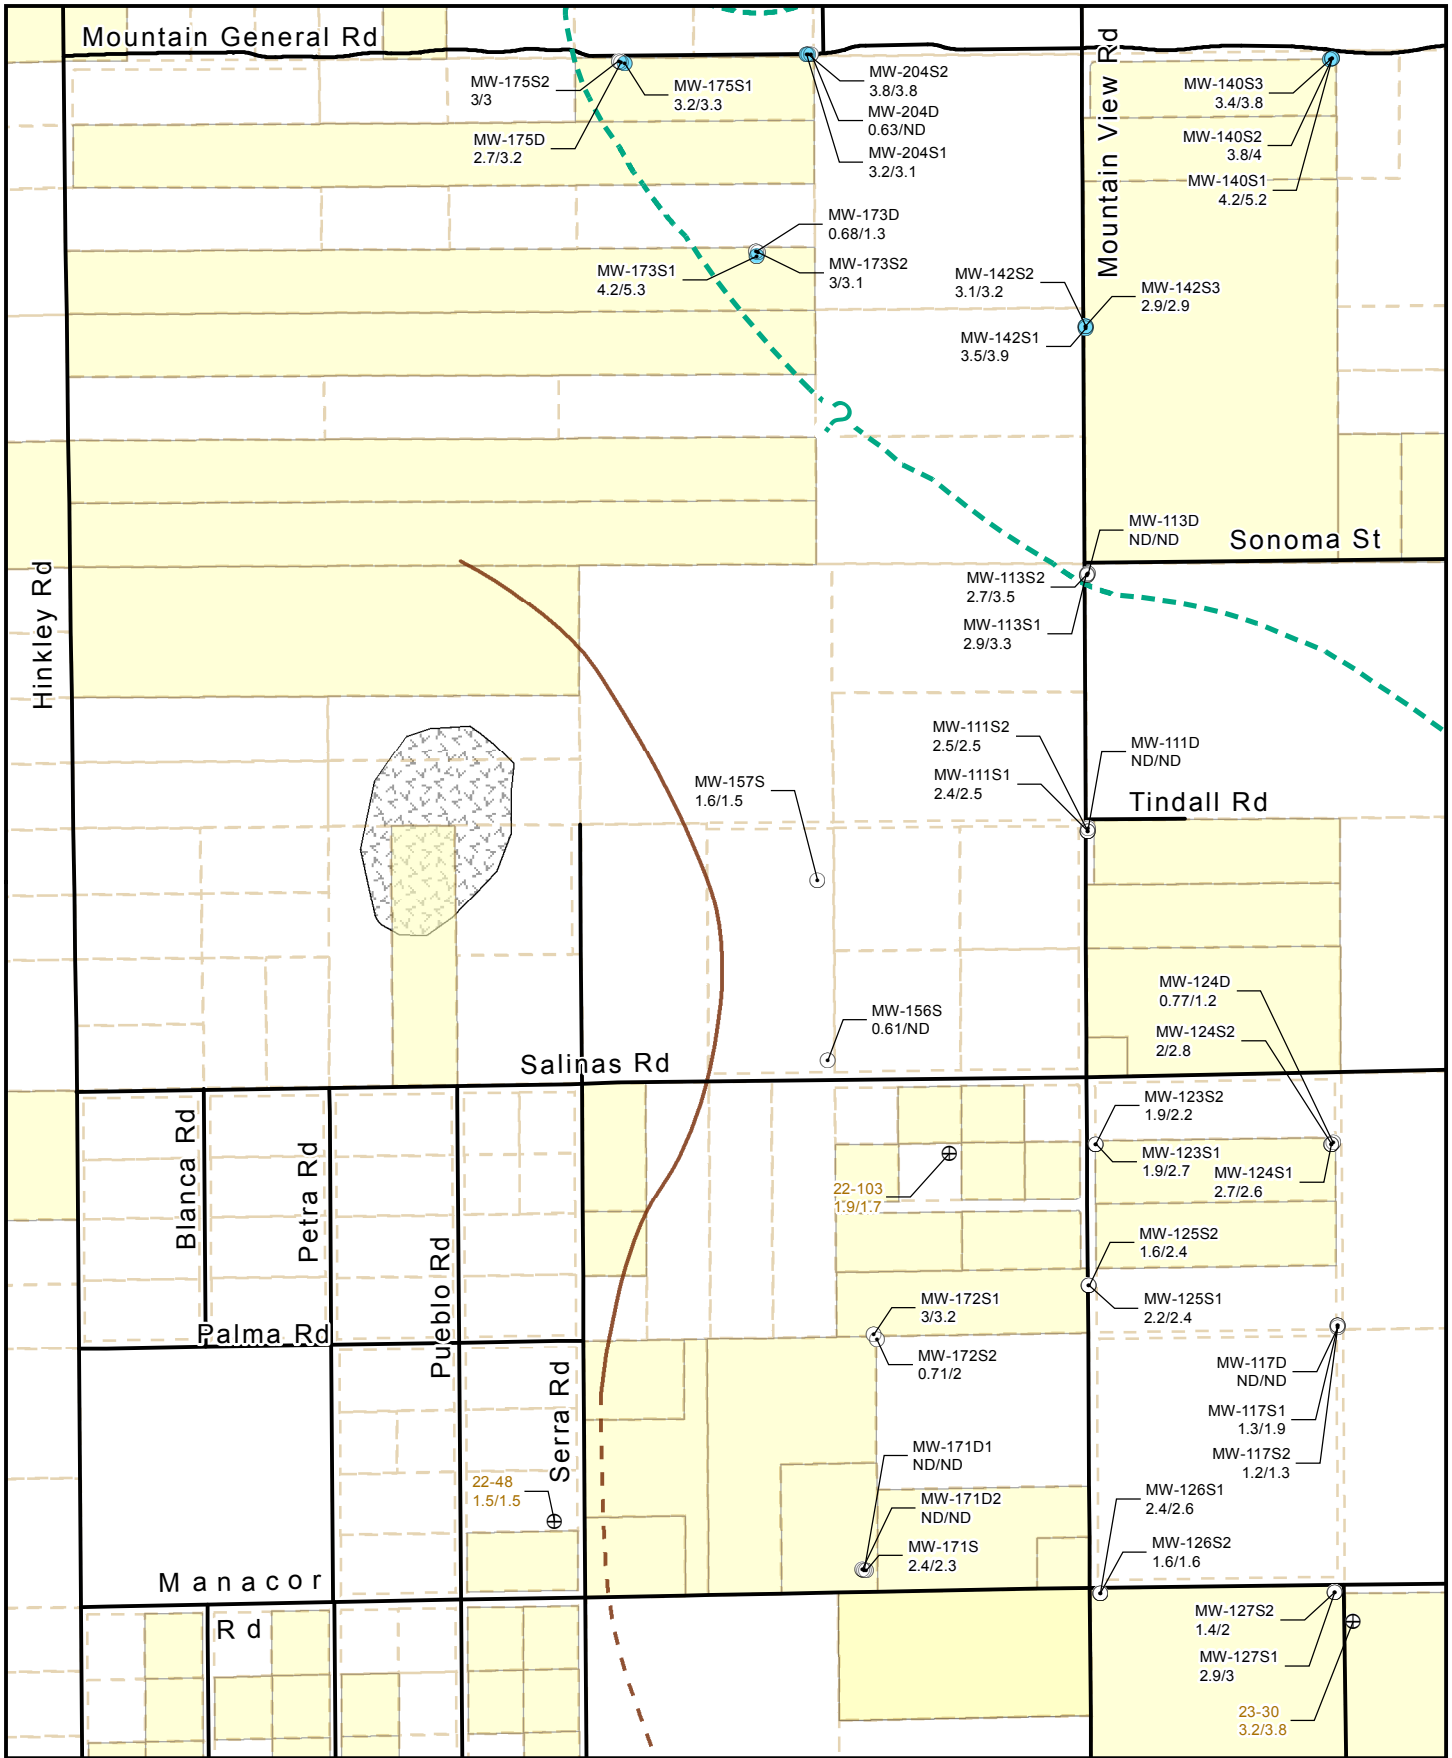 Mountain General Rd
MW-175S2
3/3
MW-175S1
3.2/3.3
MW-175D
2.7/3.2
MW-204S2
3.8/3.8
MW-204D
0.63/ND
MW-204S1
3.2/3.1
Mountain View Rd
MW-140S3
3.4/3.8
MW-140S2
3.8/4
MW-140S1
4.2/5.2
MW-173D
0.68/1.3
MW-173S1
4.2/5.3
MW-173S2
3/3.1
MW-142S2
3.1/3.2
MW-142S3
2.9/2.9
MW-142S1
3.5/3.9
?
MW-113D
ND/ND
Sonoma St
MW-113S2
2.7/3.5
MW-113S1
2.9/3.3
Hinkley Rd
MW-111S2
2.5/2.5
MW-111D
ND/ND
MW-111S1
2.4/2.5
MW-157S
1.6/1.5
Tindall Rd
MW-124D
0.77/1.2
MW-124S2
2/2.8
MW-156S
0.61/ND
Salinas Rd
MW-123S2
1.9/2.2
MW-123S1
1.9/2.7
MW-124S1
2.7/2.6
Blanca Rd
Petra Rd
22-103
1.9/1.7
Pueblo Rd
MW-125S2
1.6/2.4
MW-125S1
2.2/2.4
MW-172S1
3/3.2
Palma Rd
MW-172S2
0.71/2
MW-117D
ND/ND
MW-117S1
1.3/1.9
MW-117S2
1.2/1.3
Serra Rd
MW-171D1
ND/ND
22-48
1.5/1.5
MW-171D2
ND/ND
MW-126S1
2.4/2.6
MW-171S
2.4/2.3
MW-126S2
1.6/1.6
Manacor
Rd
MW-127S2
1.4/2
MW-127S1
2.9/3
23-30
3.2/3.8